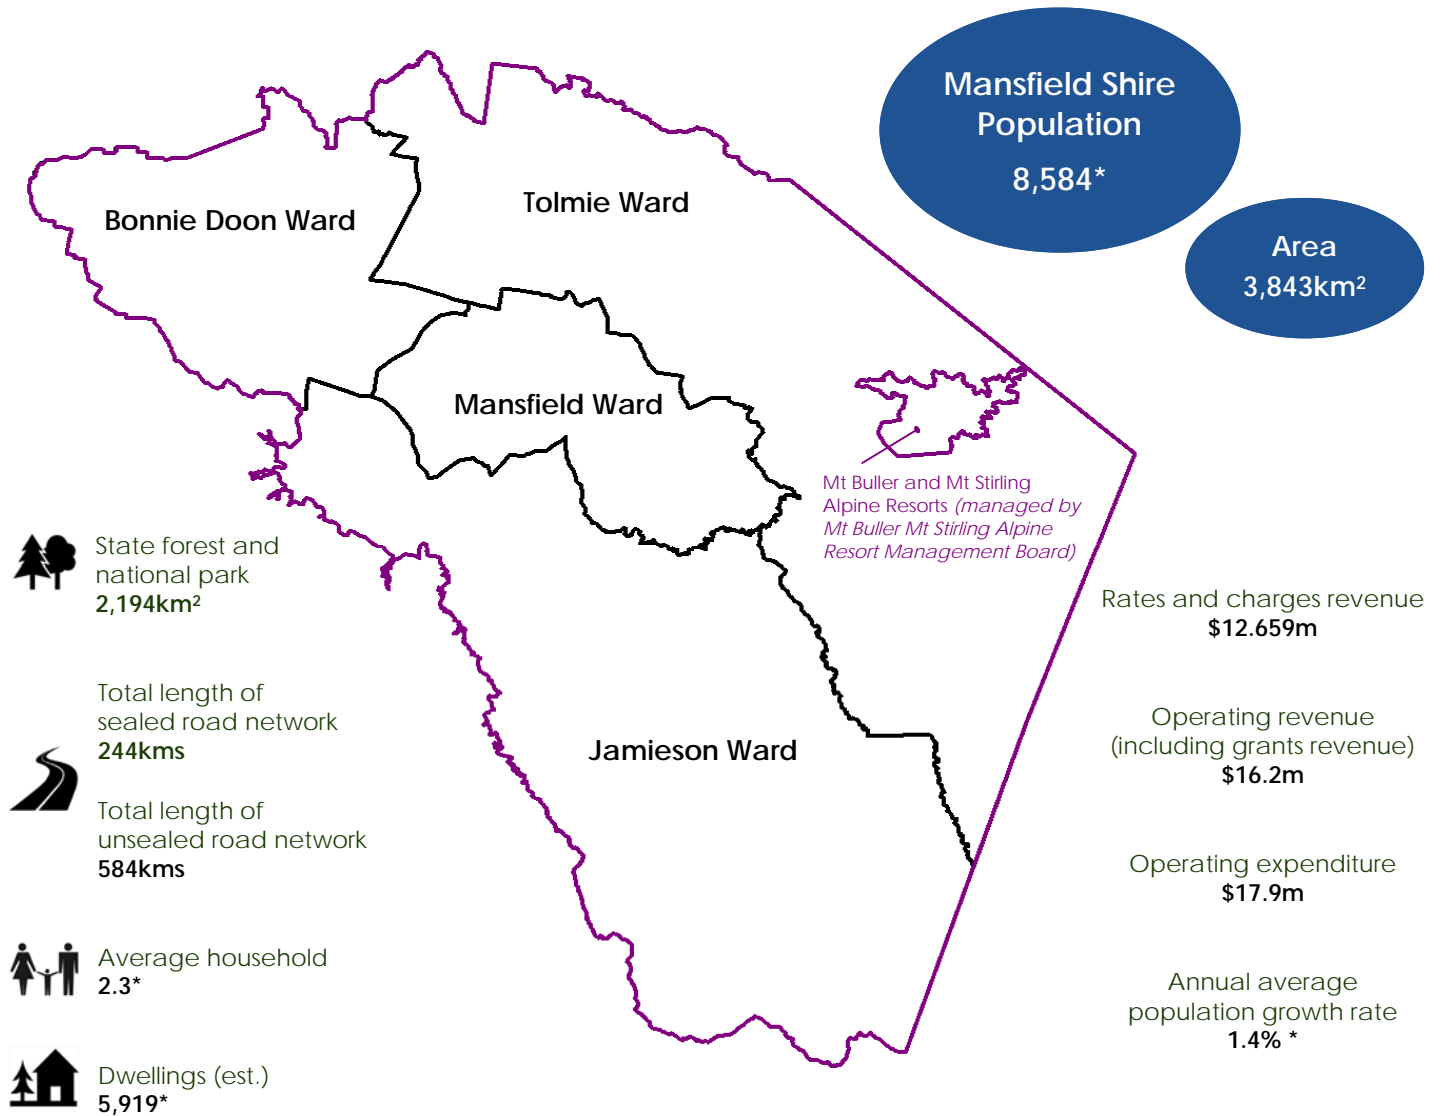 Mansfield Shire
Population
8,584*
Area
3,843km²
Bonnie Doon Ward
Tolmie Ward
Mansfield Ward
Mt Buller and Mt Stirling
Alpine Resorts (managed by
Mt Buller Mt Stirling Alpine
Resort Management Board)
Jamieson Ward
State forest and
national park
2,194km²
Total length of
sealed road network
244kms
Total length of
unsealed road network
584kms
Average household
2.3*
Dwellings (est.)
5,919*
Rates and charges revenue
$12.659m
Operating revenue
(including grants revenue)
$16.2m
Operating expenditure
$17.9m
Annual average
population growth rate
1.4% *